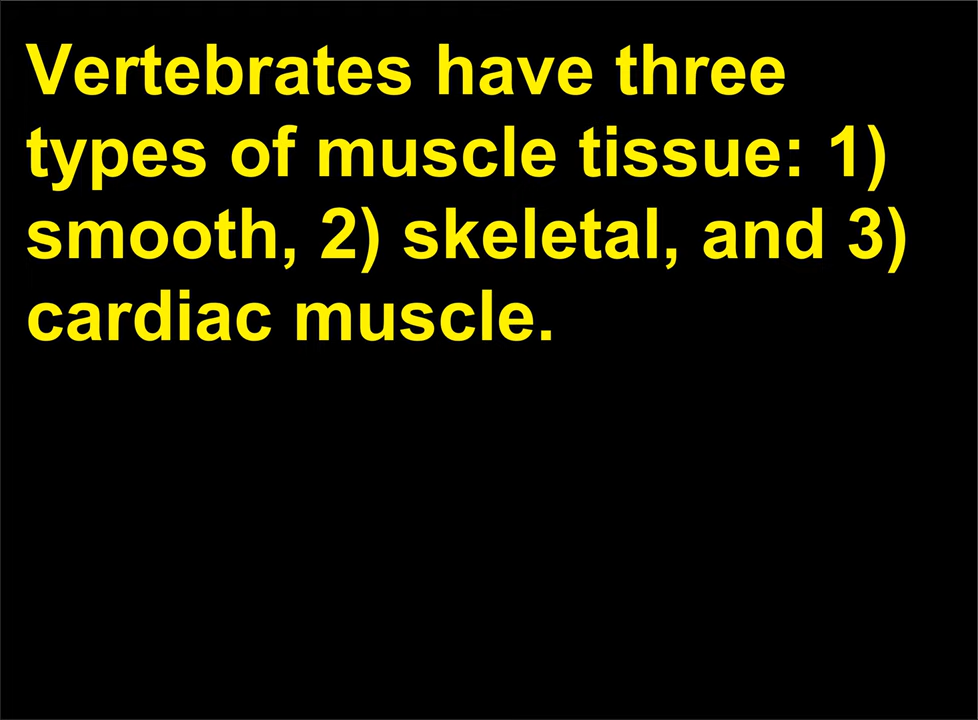 Vertebrates have three
types of muscle tissue: 1)
smooth, 2) skeletal, and 3)
cardiac muscle.